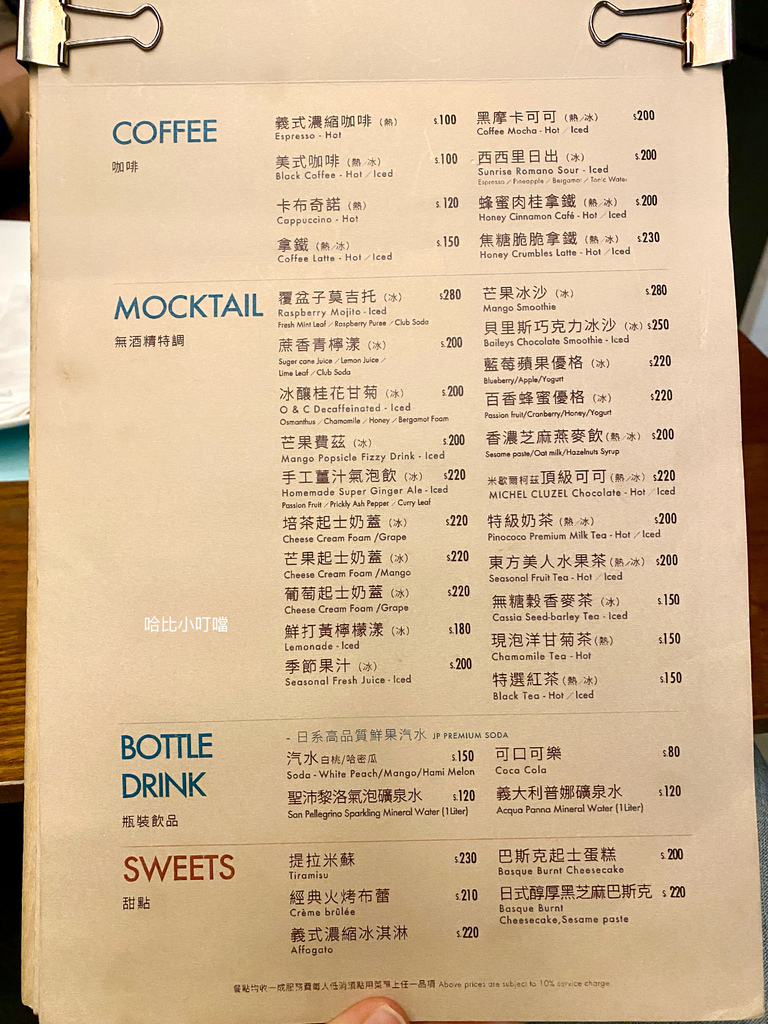 COFFEE
咖啡
義式濃縮咖啡 (熱) $.100
Espresso - Hot
美式咖啡 (熱/冰) $.100
Black Coffee - Hot / Iced
卡布奇諾 (熱) $.120
Cappuccino - Hot
拿鐵 (熱/冰) $.150
Coffee Latte - Hot / Iced
黑摩卡可可 (熱/冰) $200
Coffee Mocha - Hot / Iced
西西里日出 (冰) $.200
Sunrise Romano Sour - Iced
Espresso / Pineapple / Bergamot / Tonic Water
蜂蜜肉桂拿鐵 (熱/冰) $.200
Honey Cinnamon Café - Hot / Iced
焦糖脆脆拿鐵 (熱/冰) $.230
Honey Crumbles Latte - Hot / Iced
MOCKTAIL
無酒精特調
覆盆子莫吉托 (冰) $280
Raspberry Mojito - Iced
Fresh Mint Leaf / Raspberry Puree / Club Soda
蔗香青檸漾 (冰) $.200
Suger cane Juice / Lemon Juice /
Lime Leaf / Club Soda
冰釀桂花甘菊 (冰) $.200
O & C Decaffeinated - Iced
Osmanthus / Chamomile / Honey / Bergamot Foam
芒果費茲 (冰) $.200
Mango Popsicle Fizzy Drink - Iced
手工薑汁氣泡飲 (冰) $220
Homemade Super Ginger Ale - Iced
Passion Fruit / Prickly Ash Pepper / Curry Leaf
培茶起士奶蓋 (冰) $.220
Cheese Cream Foam /Grape
芒果起士奶蓋 (冰) $.220
Cheese Cream Foam /Mango
葡萄起士奶蓋 (冰) $.220
Cheese Cream Foam /Grape
鮮打黃檸檬漾 (冰) $.180
Lemonade - Iced
季節果汁 (冰) $.200
Seasonal Fresh Juice - Iced
芒果冰沙 (冰) $.280
Mango Smoothie
貝里斯巧克力冰沙 (冰) $.250
Baileys Chocolate Smoothie - Iced
藍莓蘋果優格 (冰) $.220
Blueberry/Apple/Yogurt
百香蜂蜜優格 (冰) $.220
Passion fruit/Cranberry/Honey/Yogurt
香濃芝麻燕麥飲(熱/冰) $.200
Sesame paste/Oat milk/Hazelnuts Syrup
米歇爾柯茲頂級可可(熱/冰) $.220
MICHEL CLUZEL Chocolate - Hot / Iced
特級奶茶 (熱/冰) $.200
Pinococo Premium Milk Tea - Hot / Iced
東方美人水果茶(熱/冰) $.200
Seasonal Fruit Tea - Hot / Iced
無糖穀香麥茶 (冰) $.150
Cassia Seed-barley Tea - Iced
現泡洋甘菊茶(熱) $.150
Chamomile Tea - Hot
特選紅茶(熱/冰) $.150
Black Tea - Hot / Iced
哈比小叮噹
BOTTLE
DRINK
瓶裝飲品
- 日系高品質鮮果汽水 JP PREMIUM SODA
汽水白桃/哈密瓜 $.150
Soda - White Peach/Mango/Hami Melon
聖沛黎洛氣泡礦泉水 $.120
San Pellegrino Sparkling Mineral Water (1Liter)
可口可樂 $.80
Coca Cola
義大利普娜礦泉水 $.120
Acqua Panna Mineral Water (1Liter)
SWEETS
甜點
提拉米蘇 $.230
Tiramisu
經典火烤布蕾 $.210
Crème brûlée
義式濃縮冰淇淋 $.220
Affogato
巴斯克起士蛋糕 $.200
Basque Burnt Cheesecake
日式醇厚黑芝麻巴斯克 $.220
Basque Burnt
Cheesecake,Sesame paste
餐點均收一成服務費每人低消須點用菜單上任一品項 Above prices are subject to 10% service charge.